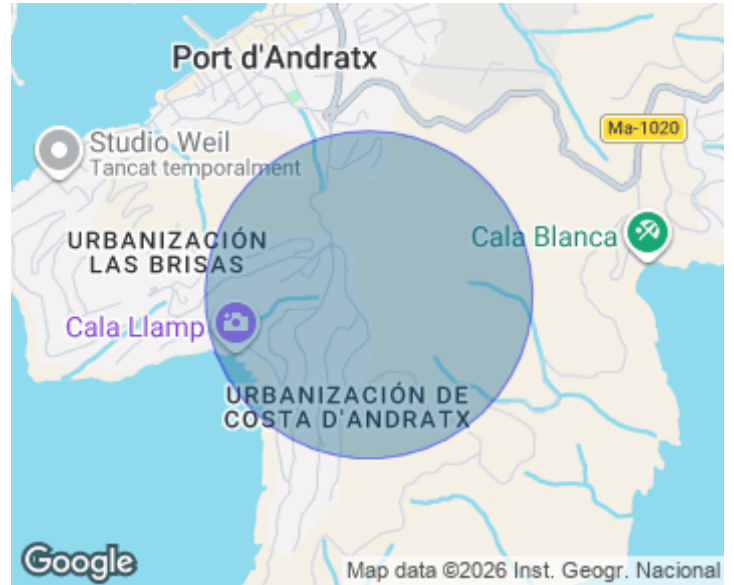 Port d'Andratx
Ma-1020
Studio Weil
Tancat temporalment
URBANIZACIÓN
LAS BRISAS
Cala Blanca
Cala Llamp
URBANIZACIÓN DE
COSTA D'ANDRATX
Google
Map data ©2026 Inst. Geogr. Nacional